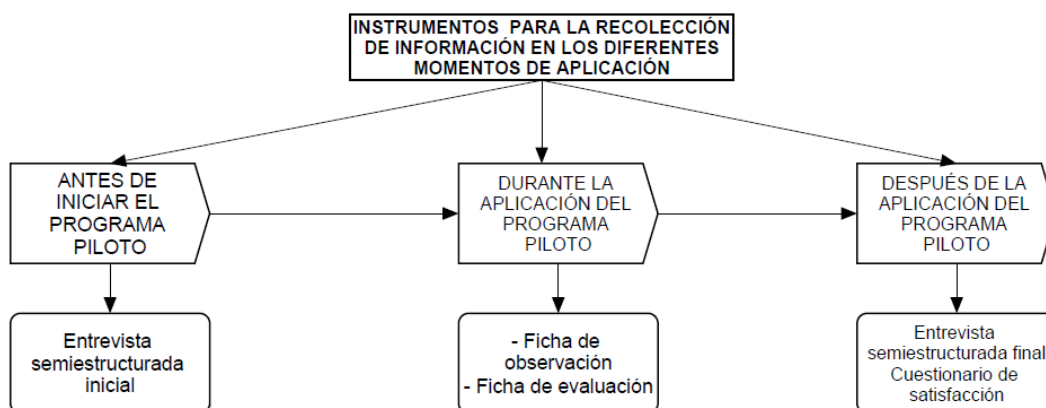 INSTRUMENTOS PARA LA RECOLECCIÓN
DE INFORMACIÓN EN LOS DIFERENTES
MOMENTOS DE APLICACIÓN
ANTES DE
INICIAR EL
PROGRAMA
PILOTO
DURANTE LA
APLICACIÓN DEL
PROGRAMA
PILOTO
DESPUÉS DE LA
APLICACIÓN DEL
PROGRAMA
PILOTO
Entrevista
semiestructurada
inicial
- Ficha de
observación
- Ficha de evaluación
Entrevista
semiestructurada final
Cuestionario de
satisfacción